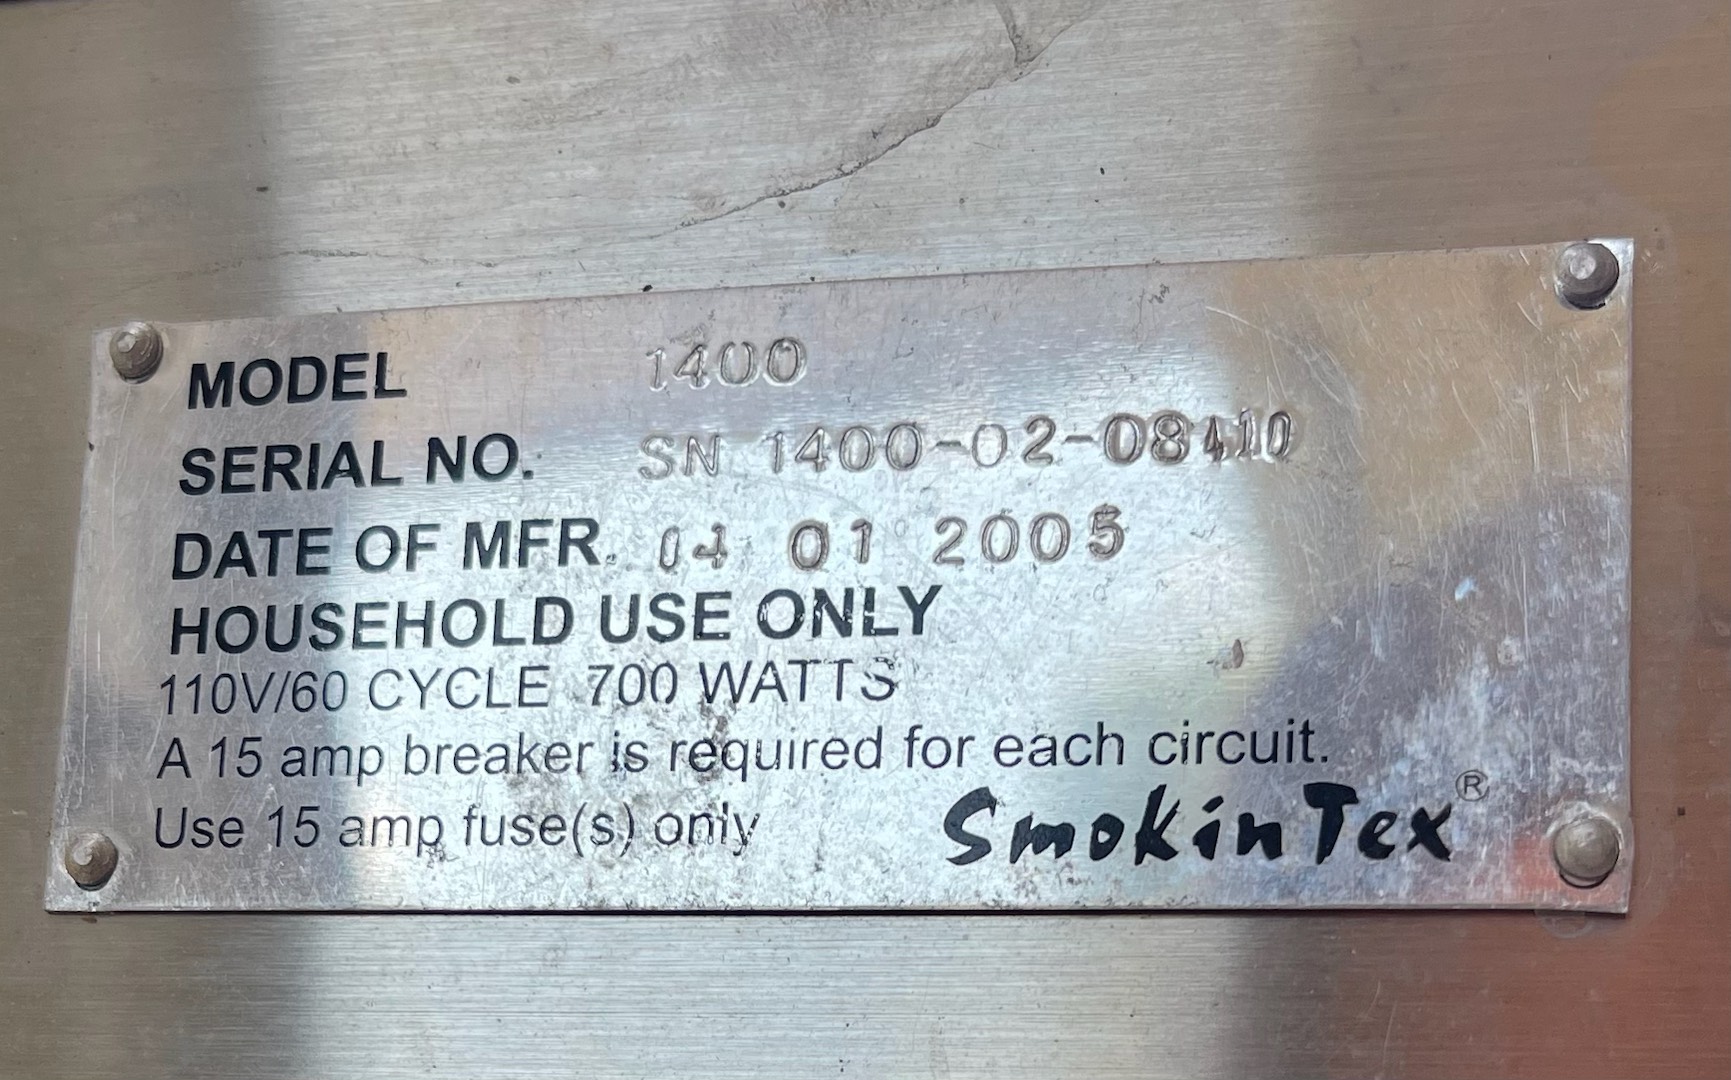 MODEL 1400
SERIAL NO. SN 1400-02-08410
DATE OF MFR. 04 01 2005
HOUSEHOLD USE ONLY
110V/60 CYCLE 700 WATTS
A 15 amp breaker is required for each circuit.
Use 15 amp fuse(s) only
SmokinTex®